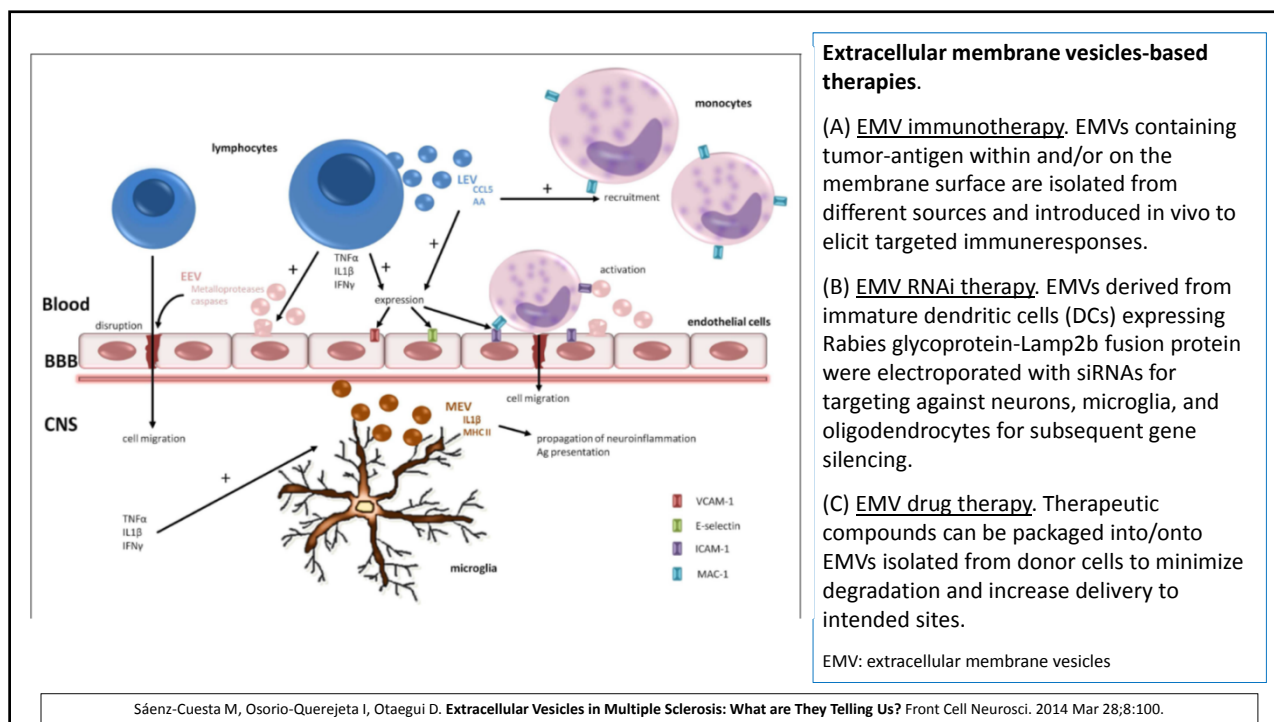 monocytes
lymphocytes
LEV
CCL5
AA
+
recruitment
+
TNFα
IL1β
IFNγ
+
+
activation
EEV
Metalloproteases
caspases
expression
Blood
disruption
endothelial cells
BBB
cell migration
CNS
MEV
IL1β
MHC II
cell migration
propagation of neuroinflammation
Ag presentation
+
TNFα
IL1β
IFNγ
microglia
VCAM-1
E-selectin
ICAM-1
MAC-1
Extracellular membrane vesicles-based
therapies.
(A) EMV immunotherapy. EMVs containing
tumor-antigen within and/or on the
membrane surface are isolated from
different sources and introduced in vivo to
elicit targeted immuneresponses.
(B) EMV RNAi therapy. EMVs derived from
immature dendritic cells (DCs) expressing
Rabies glycoprotein-Lamp2b fusion protein
were electroporated with siRNAs for
targeting against neurons, microglia, and
oligodendrocytes for subsequent gene
silencing.
(C) EMV drug therapy. Therapeutic
compounds can be packaged into/onto
EMVs isolated from donor cells to minimize
degradation and increase delivery to
intended sites.
EMV: extracellular membrane vesicles
Sáenz-Cuesta M, Osorio-Querejeta I, Otaegui D. Extracellular Vesicles in Multiple Sclerosis: What are They Telling Us? Front Cell Neurosci. 2014 Mar 28;8:100.